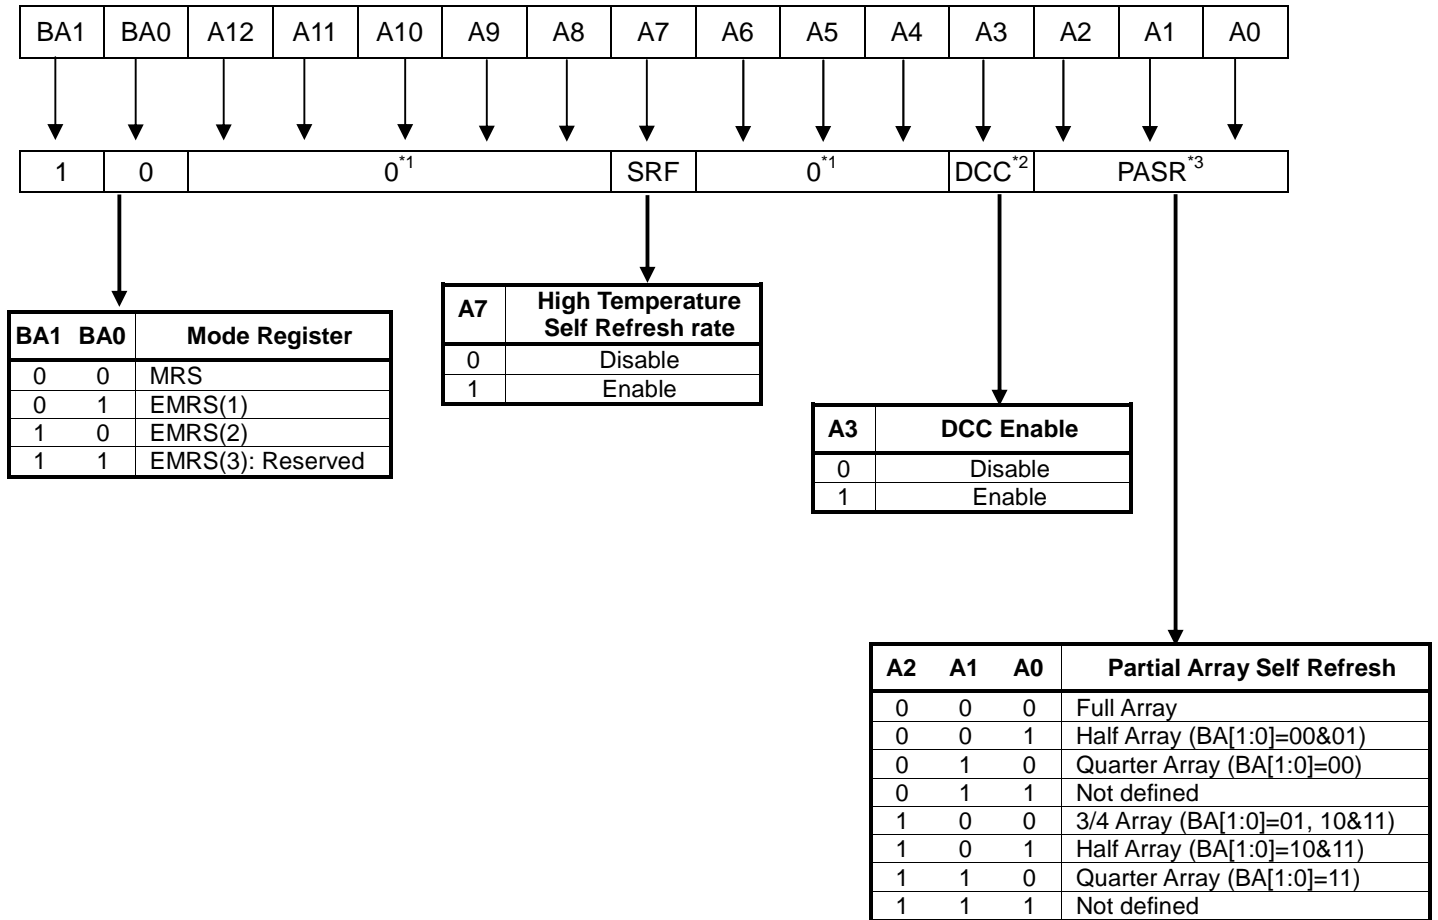 BA1 BA0 A12 A11 A10 A9 A8 A7 A6 A5 A4 A3 A2 A1 A0
1 0 0*1 SRF 0*1 DCC*2 PASR*3
BA1 BA0 Mode Register
0 0 MRS
0 1 EMRS(1)
1 0 EMRS(2)
1 1 EMRS(3): Reserved
A7 High Temperature
Self Refresh rate
0 Disable
1 Enable
A3 DCC Enable
0 Disable
1 Enable
A2 A1 A0 Partial Array Self Refresh
0 0 0 Full Array
0 0 1 Half Array (BA[1:0]=00&01)
0 1 0 Quarter Array (BA[1:0]=00)
0 1 1 Not defined
1 0 0 3/4 Array (BA[1:0]=01, 10&11)
1 0 1 Half Array (BA[1:0]=10&11)
1 1 0 Quarter Array (BA[1:0]=11)
1 1 1 Not defined